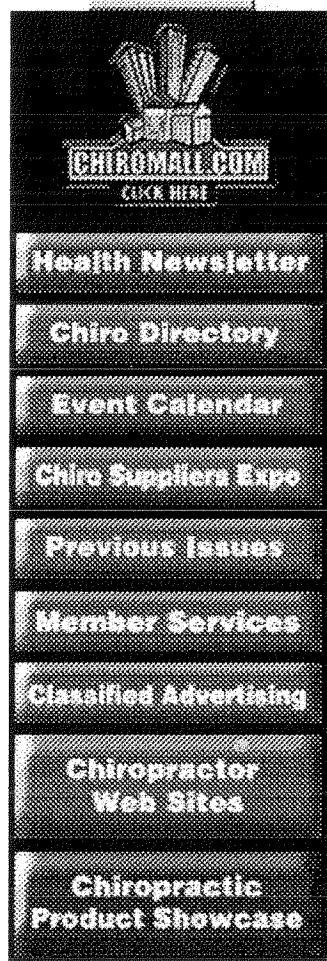 CHIROMALL.COM
CLICK HERE
Health Newsletter
Chiro Directory
Event Calendar
Chiro Suppliers Expo
Previous Issues
Member Services
Classified Advertising
Chiropractor
Web Sites
Chiropractic
Product Showcase